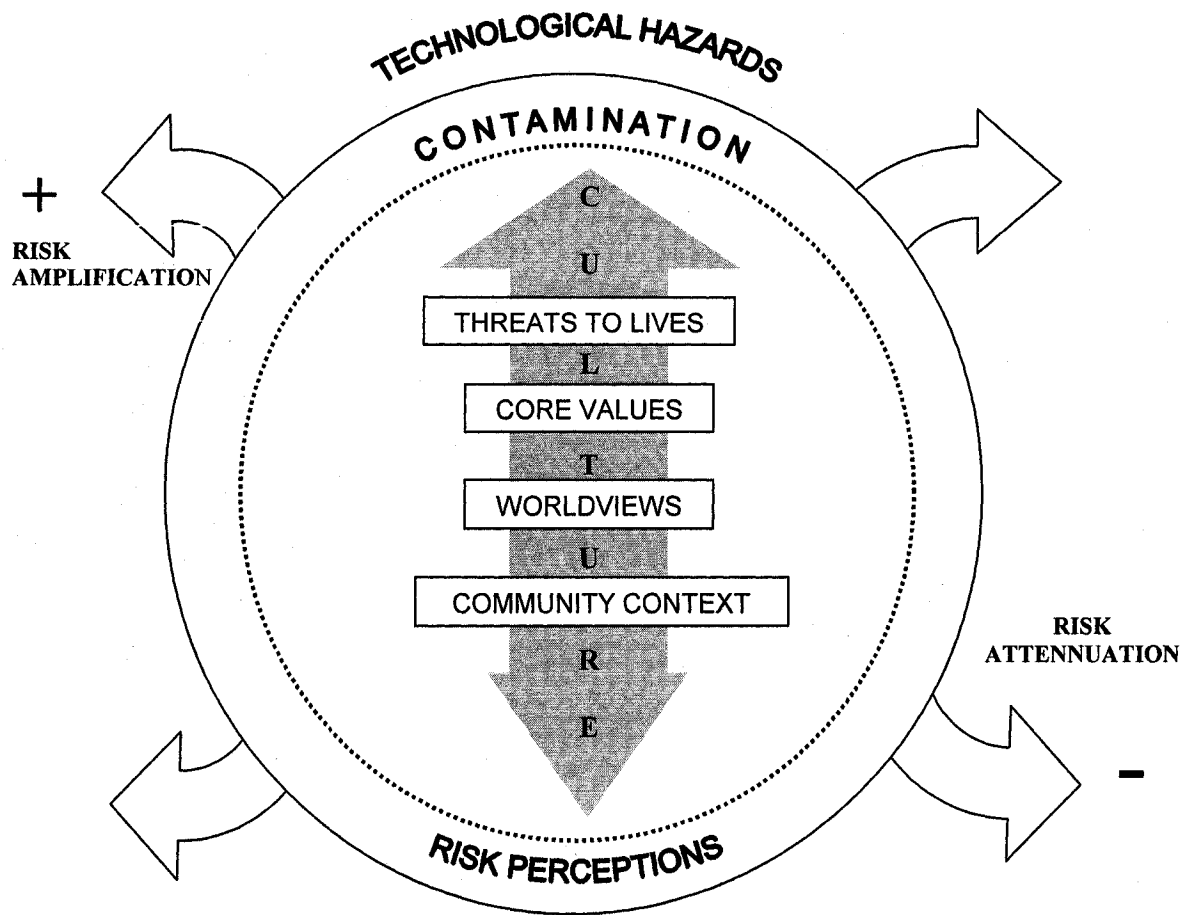 TECHNOLOGICAL HAZARDS
CONTAMINATION
+
RISK
AMPLIFICATION
C
U
THREATS TO LIVES
L
CORE VALUES
T
WORLDVIEWS
U
COMMUNITY CONTEXT
R
E
RISK
ATTENNUATION
-
RISK PERCEPTIONS